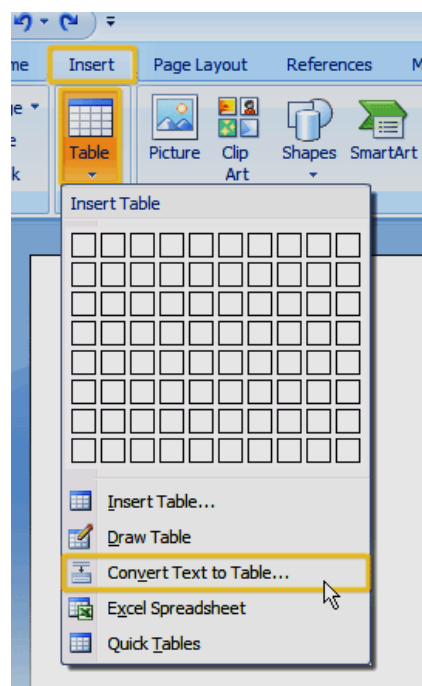 Insert Page Layout References
Table Picture Clip Art Shapes SmartArt
Insert Table
Insert Table...
Draw Table
Convert Text to Table...
Excel Spreadsheet
Quick Tables